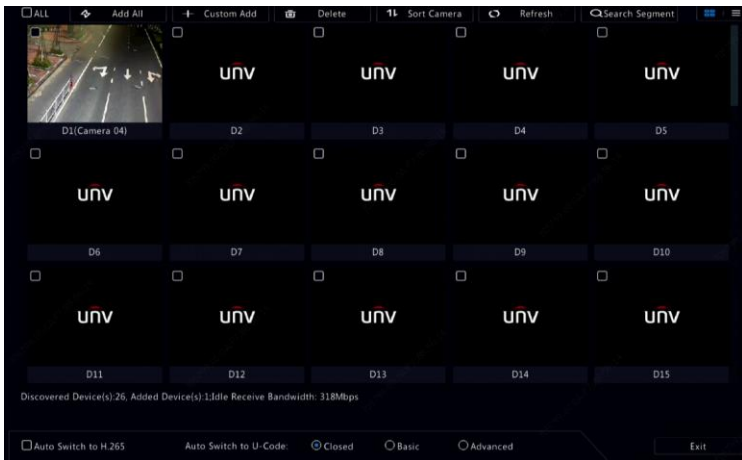 ALL Add All Custom Add Delete Sort Camera Refresh Search Segment
unv unv unv unv
D1(Camera 04) D2 D3 D4 D5
unv unv unv unv unv
D6 D7 D8 D9 D10
unv unv unv unv unv
D11 D12 D13 D14 D15
Discovered Device(s):26, Added Device(s):1;Idle Receive Bandwidth: 318Mbps
Auto Switch to H.265 Auto Switch to U-Code: Closed Basic Advanced Exit